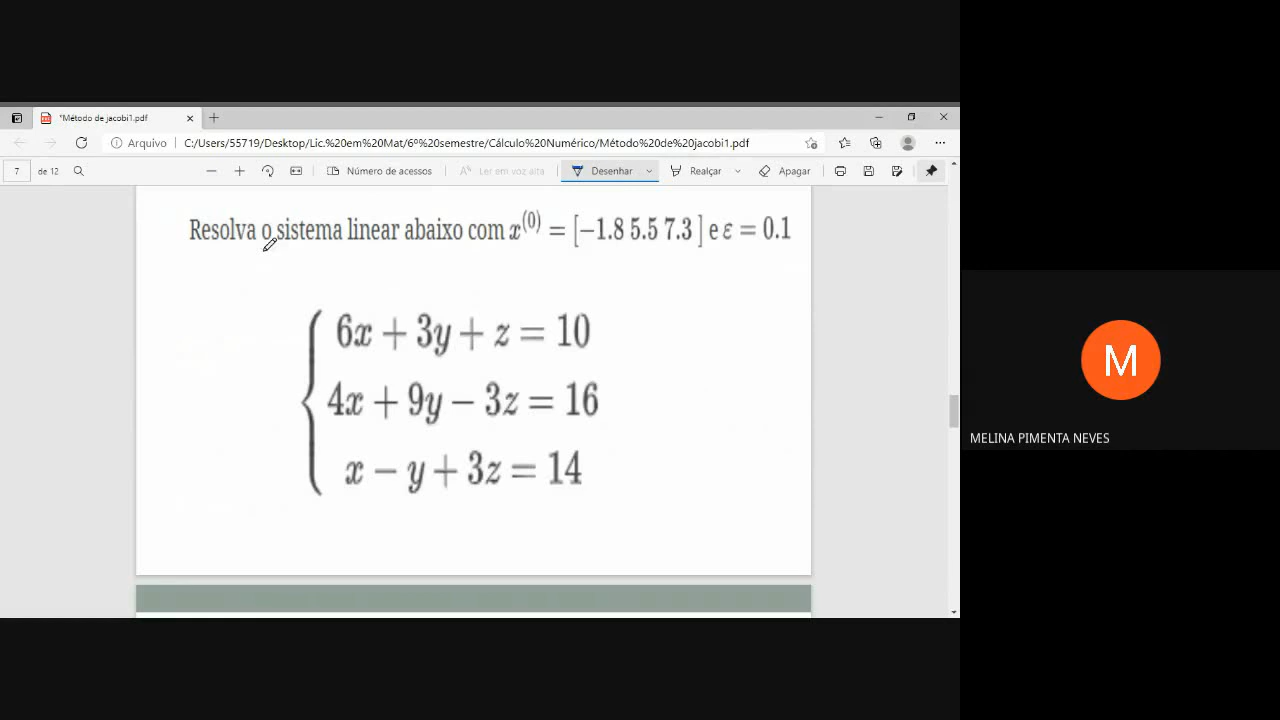 *Método de jacobi1.pdf
Arquivo C:/Users/55719/Desktop/Lic.%20em%20Mat/6º%20semestre/Cálculo%20Numérico/Método%20de%20jacobi1.pdf
7 de 12 Número de acessos Ler em voz alta Desenhar Realçar Apagar
Resolva o sistema linear abaixo com x^(0) = [−1.8 5.5 7.3 ] e ε = 0.1
6x + 3y + z = 10
4x + 9y − 3z = 16
x − y + 3z = 14
M
MELINA PIMENTA NEVES